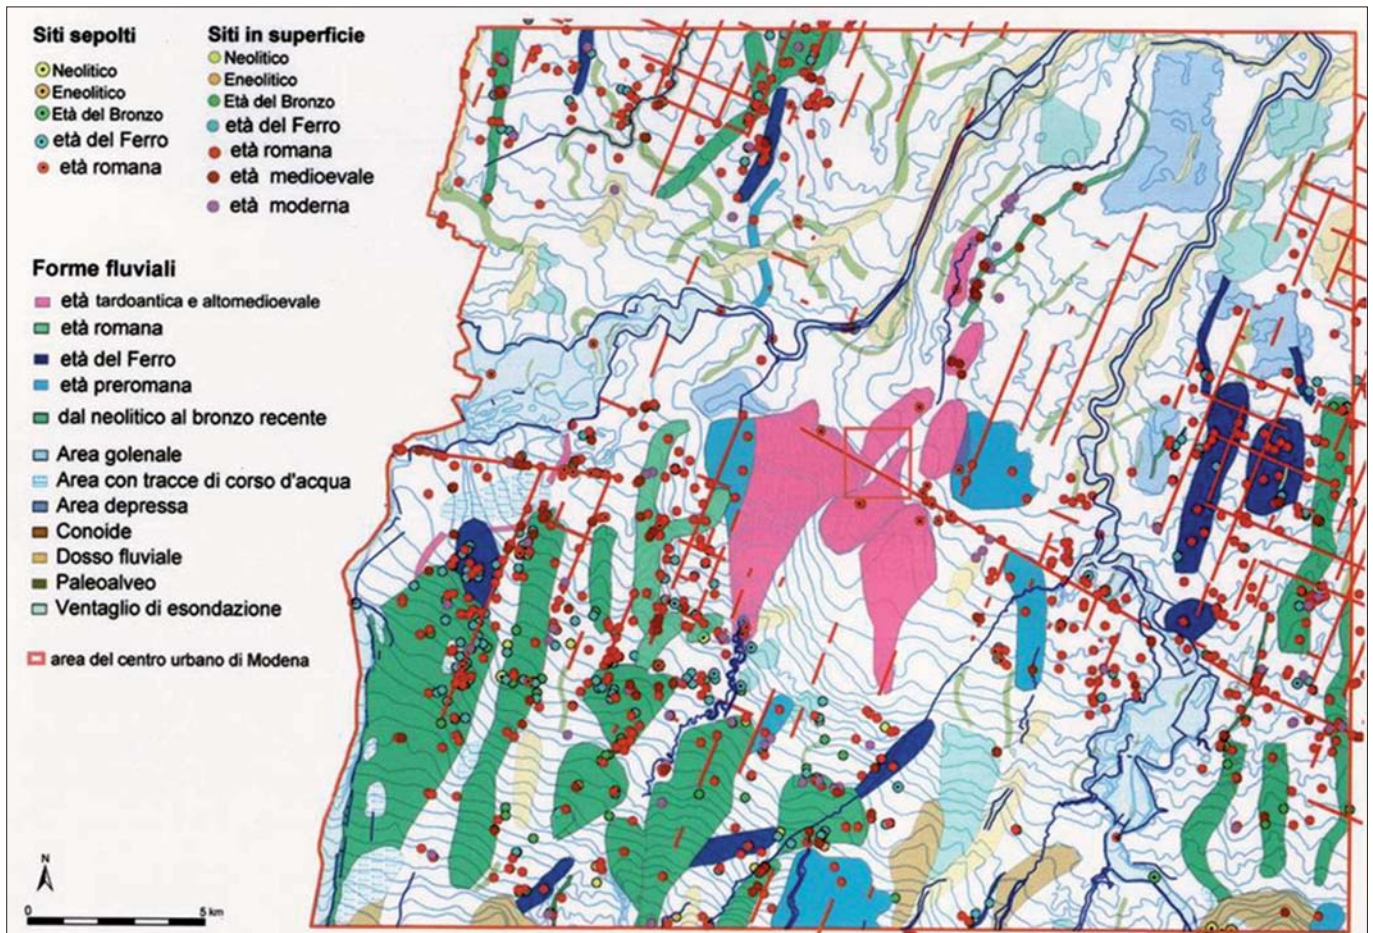 Siti sepolti
Neolitico
Eneolitico
Età del Bronzo
età del Ferro
età romana
Siti in superficie
Neolitico
Eneolitico
Età del Bronzo
età del Ferro
età romana
età medioevale
età moderna
Forme fluviali
età tardoantica e altomedioevale
età romana
età del Ferro
età preromana
dal neolitico al bronzo recente
Area golenale
Area con tracce di corso d'acqua
Area depressa
Conoide
Dosso fluviale
Paleoalveo
Ventaglio di esondazione
area del centro urbano di Modena
N
0 5 km